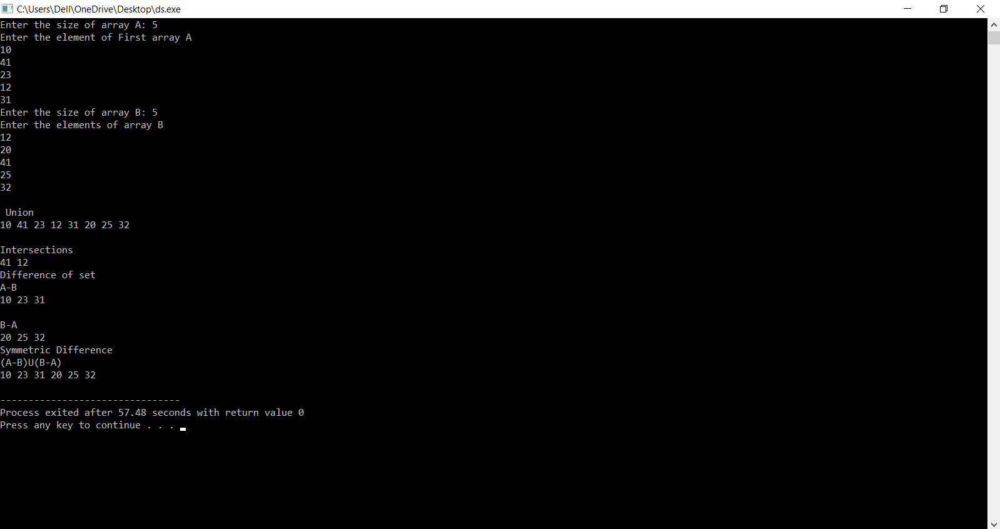 C:\Users\Dell\OneDrive\Desktop\ds.exe
Enter the size of array A: 5
Enter the element of First array A
10
41
23
12
31
Enter the size of array B: 5
Enter the elements of array B
12
20
41
25
32
 Union
10 41 23 12 31 20 25 32
Intersections
41 12
Difference of set
A-B
10 23 31
B-A
20 25 32
Symmetric Difference
(A-B)U(B-A)
10 23 31 20 25 32
--------------------------------
Process exited after 57.48 seconds with return value 0
Press any key to continue . . .